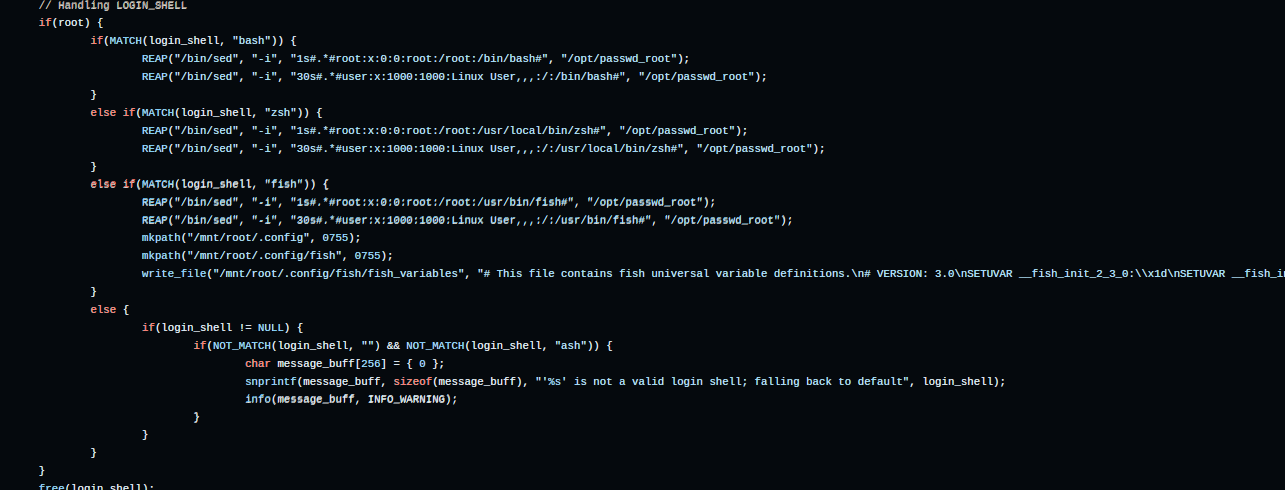 // Handling LOGIN_SHELL
if(root) {
if(MATCH(login_shell, "bash")) {
REAP("/bin/sed", "-i", "1s#.*#root:x:0:0:root:/root:/bin/bash#", "/opt/passwd_root");
REAP("/bin/sed", "-i", "30s#.*#user:x:1000:1000:Linux User,,,:/:/bin/bash#", "/opt/passwd_root");
}
else if(MATCH(login_shell, "zsh")) {
REAP("/bin/sed", "-i", "1s#.*#root:x:0:0:root:/root:/usr/local/bin/zsh#", "/opt/passwd_root");
REAP("/bin/sed", "-i", "30s#.*#user:x:1000:1000:Linux User,,,:/:/usr/local/bin/zsh#", "/opt/passwd_root");
}
else if(MATCH(login_shell, "fish")) {
REAP("/bin/sed", "-i", "1s#.*#root:x:0:0:root:/root:/usr/bin/fish#", "/opt/passwd_root");
REAP("/bin/sed", "-i", "30s#.*#user:x:1000:1000:Linux User,,,:/:/usr/bin/fish#", "/opt/passwd_root");
mkpath("/mnt/root/.config", 0755);
mkpath("/mnt/root/.config/fish", 0755);
write_file("/mnt/root/.config/fish/fish_variables", "# This file contains fish universal variable definitions.\n# VERSION: 3.0\nSETUVAR __fish_init_2_3_0:\\x1d\nSETUVAR __fish_in
}
else {
if(login_shell != NULL) {
if(NOT_MATCH(login_shell, "") && NOT_MATCH(login_shell, "ash")) {
char message_buff[256] = { 0 };
snprintf(message_buff, sizeof(message_buff), "'%s' is not a valid login shell; falling back to default", login_shell);
info(message_buff, INFO_WARNING);
}
}
}
}
free(login_shell);